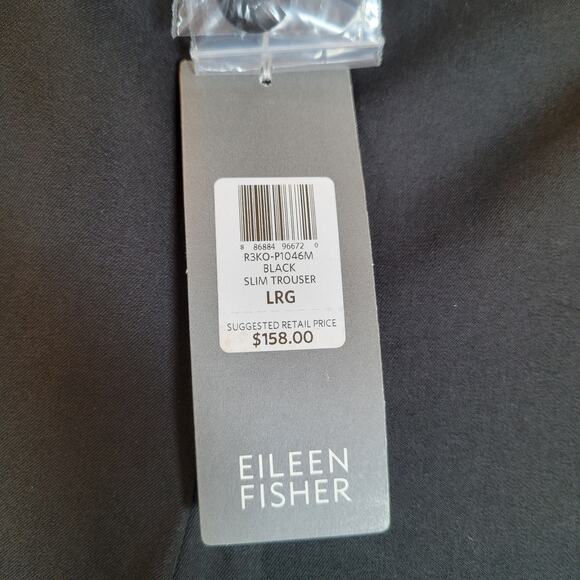 8 86884 96672 0
R3KO-P1046M
BLACK
SLIM TROUSER
LRG
SUGGESTED RETAIL PRICE
$158.00
EILEEN
FISHER